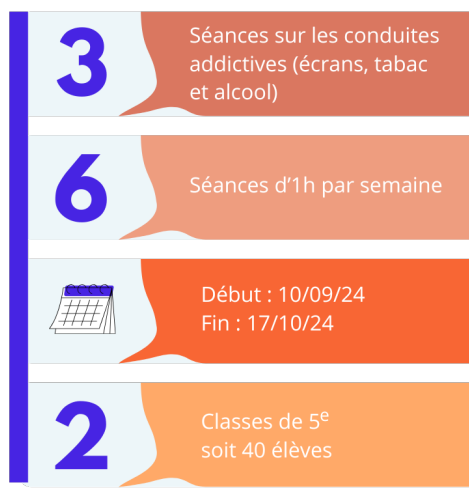 3
Séances sur les conduites
addictives (écrans, tabac
et alcool)
6
Séances d'1h par semaine
Début : 10/09/24
Fin : 17/10/24
2
Classes de 5e
soit 40 élèves